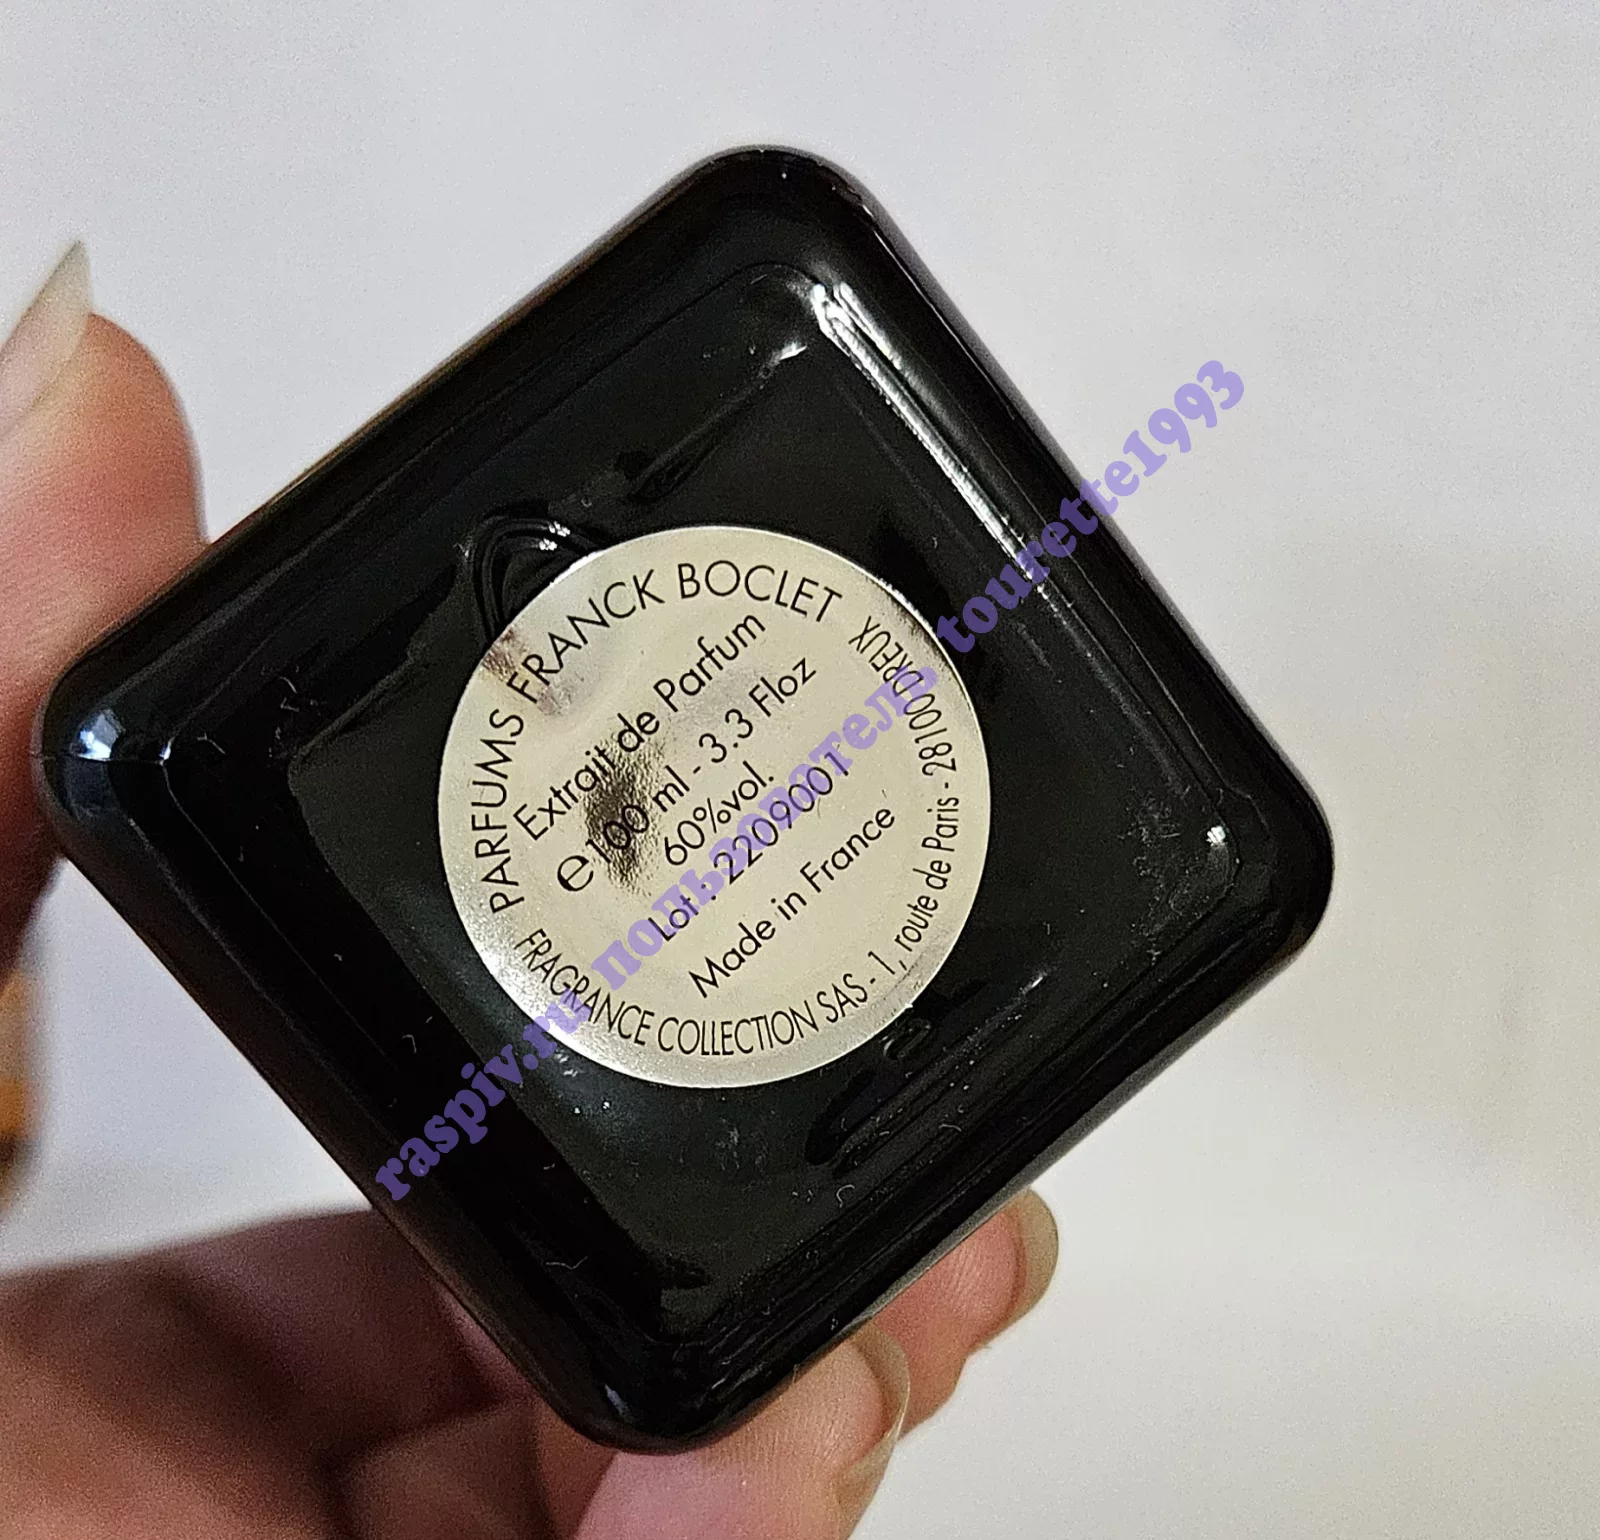 PARFUMS FRANCK BOCLET
Extrait de Parfum
e 100 ml - 3.3 Floz
60%vol.
Lot : 2209001
Made in France
FRAGRANCE COLLECTION SAS - 1, route de Paris - 28100 DREUX
raspiv.ru пользователь tourette1993